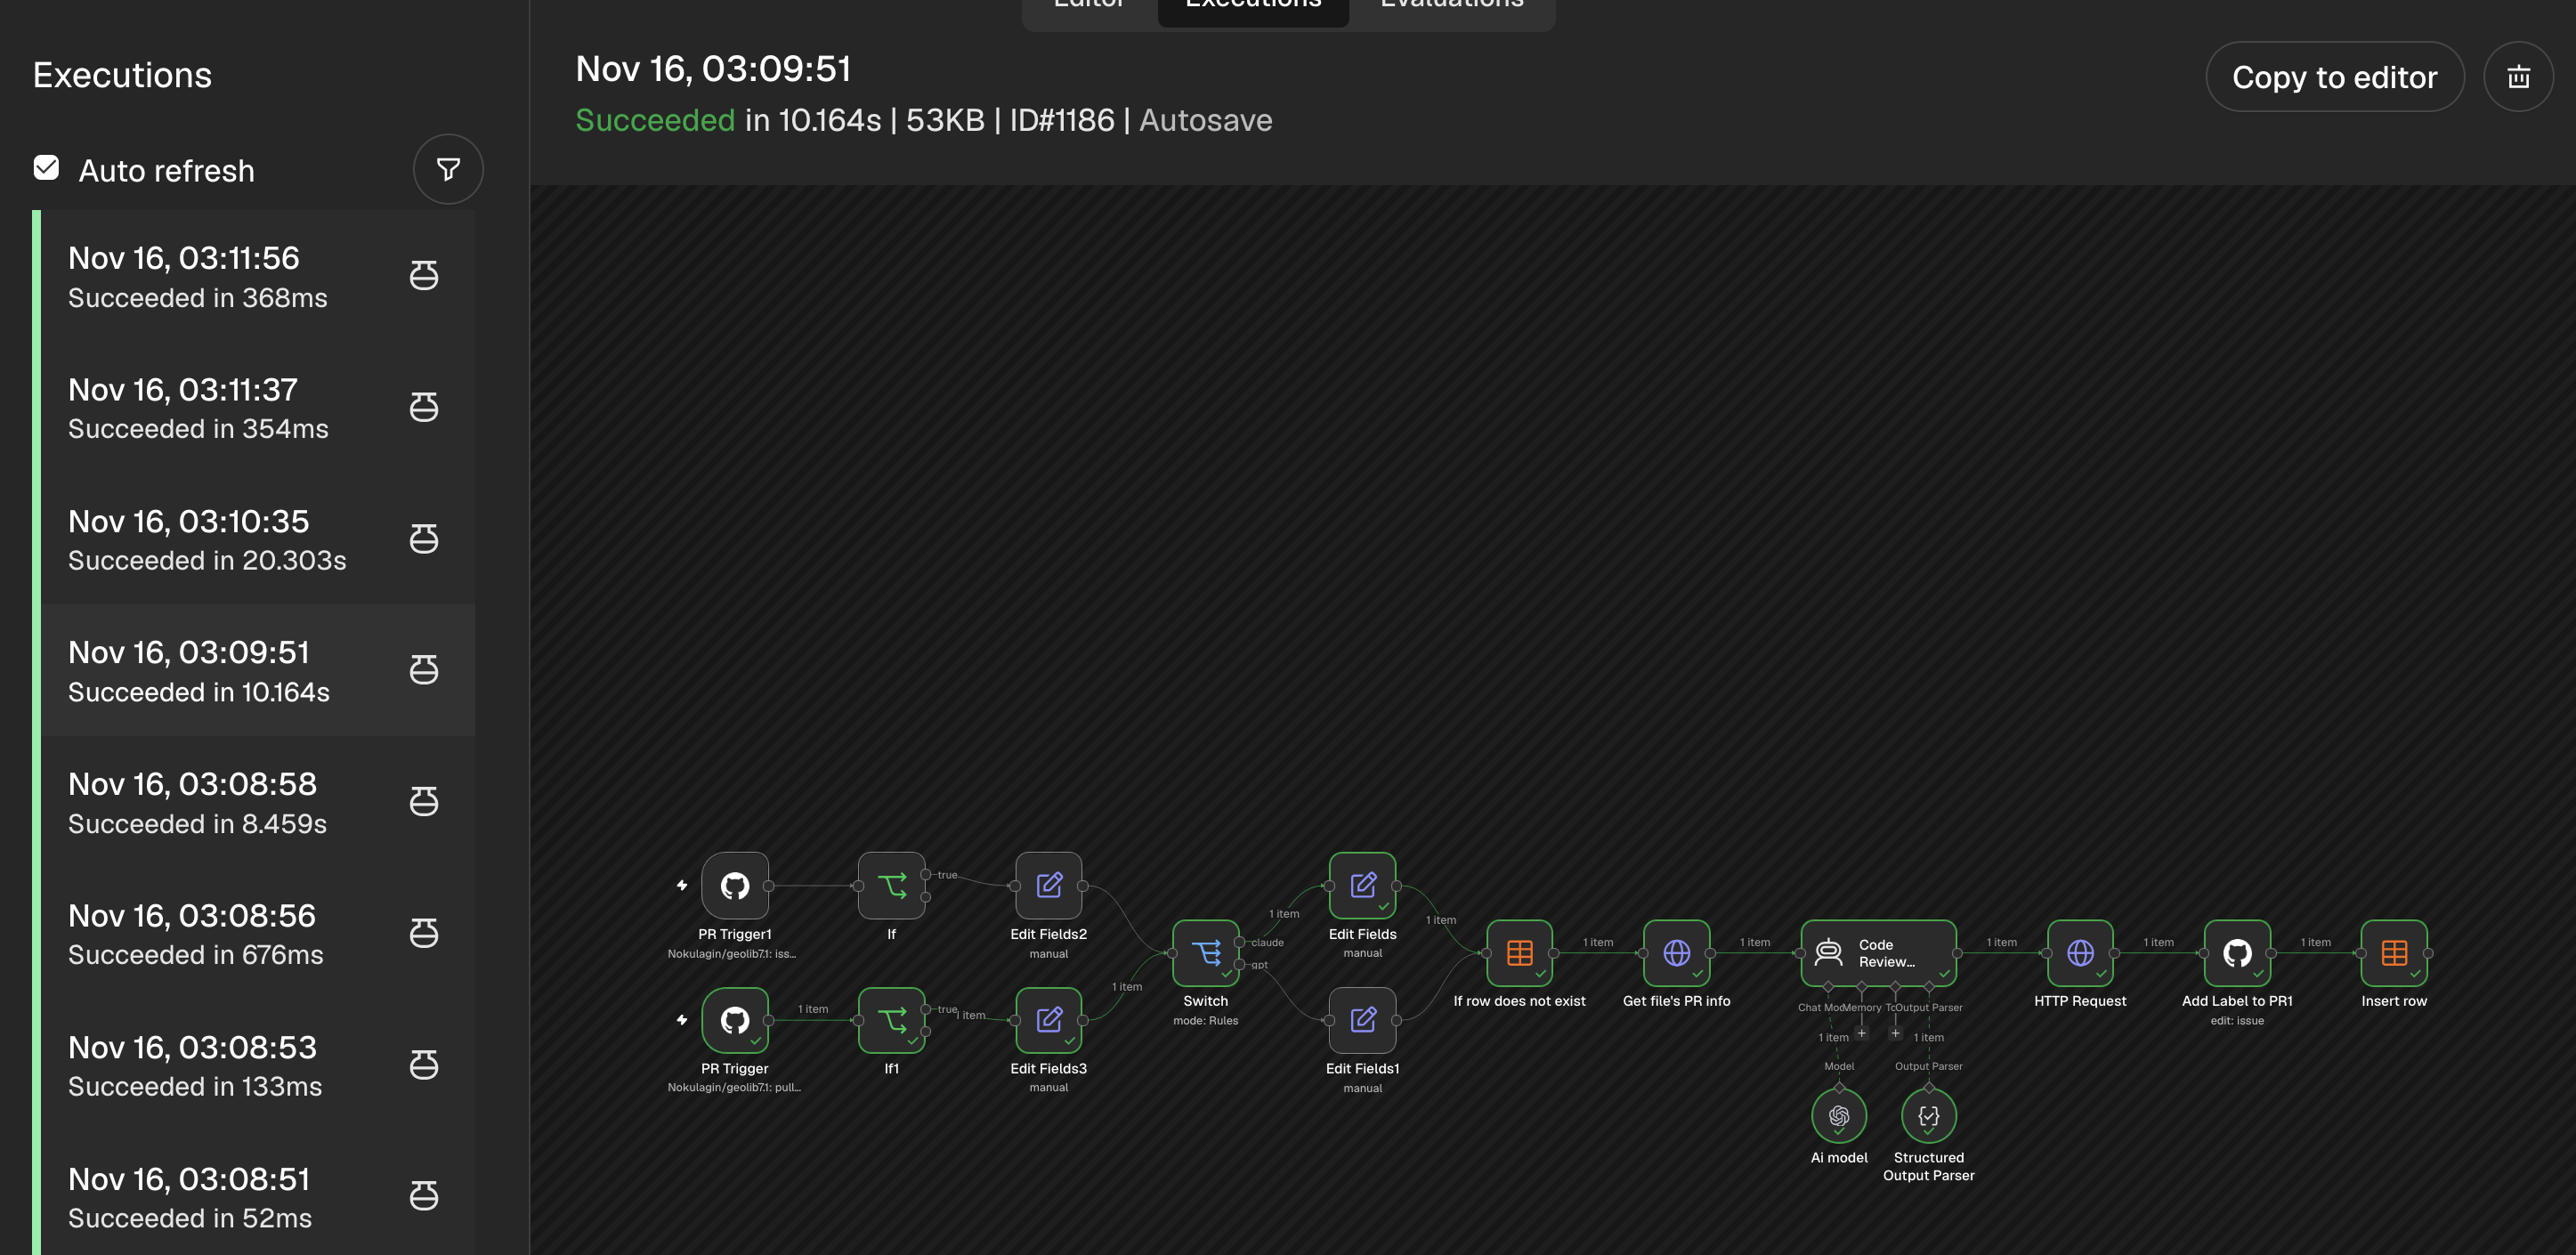 Editor
Executions
Evaluations
Executions
Auto refresh
Nov 16, 03:11:56
Succeeded in 368ms
Nov 16, 03:11:37
Succeeded in 354ms
Nov 16, 03:10:35
Succeeded in 20.303s
Nov 16, 03:09:51
Succeeded in 10.164s
Nov 16, 03:08:58
Succeeded in 8.459s
Nov 16, 03:08:56
Succeeded in 676ms
Nov 16, 03:08:53
Succeeded in 133ms
Nov 16, 03:08:51
Succeeded in 52ms
Nov 16, 03:09:51
Succeeded in 10.164s | 53KB | ID#1186 | Autosave
Copy to editor
PR Trigger1
Nokulagin/geolib7.1: iss...
If
true
Edit Fields2
manual
PR Trigger
Nokulagin/geolib7.1: pull...
1 item
If1
true
1 item
Edit Fields3
manual
1 item
Switch
mode: Rules
claude
gpt
1 item
Edit Fields
manual
Edit Fields1
manual
1 item
If row does not exist
1 item
Get file's PR info
1 item
Code
Review...
Chat Mod
Memory
To
Output Parser
1 item
1 item
Model
Output Parser
Ai model
Structured
Output Parser
1 item
HTTP Request
1 item
Add Label to PR1
edit: issue
1 item
Insert row